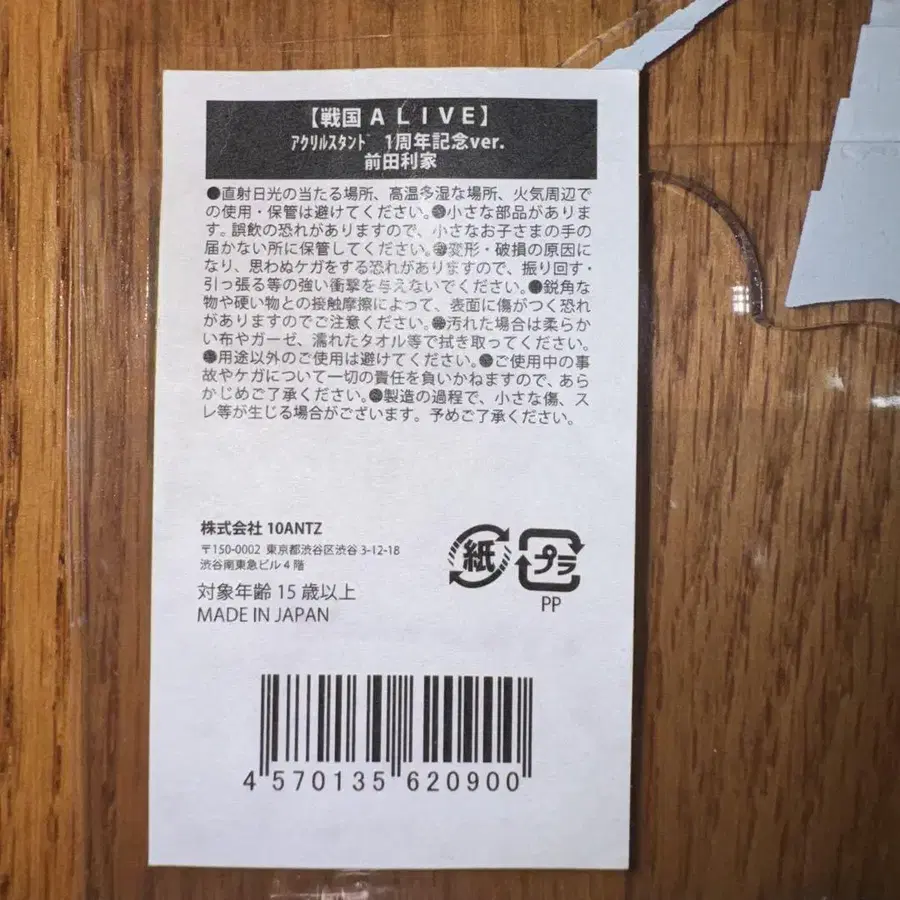 【戦国ALIVE】
アクリルスタンド 1周年記念ver.
前田利家
●直射日光の当たる場所、高温多湿な場所、火気周辺で
の使用・保管は避けてください。●小さな部品がありま
す。誤飲の恐れがありますので、小さなお子さまの手の
届かない所に保管してください。●変形・破損の原因に
なり、思わぬケガをする恐れがありますので、振り回す・
引っ張る等の強い衝撃を与えないでください。●鋭角な
物や硬い物との接触摩擦によって、表面に傷がつく恐れ
がありますのでご注意ください。●汚れた場合は柔らか
い布やガーゼ、濡れたタオル等で拭き取ってください。
●用途以外のご使用は避けてください。●ご使用中の事
故やケガについて一切の責任を負いかねますので、あら
かじめご了承ください。●製造の過程で、小さな傷、ス
レ等が生じる場合がございます。予めご了承ください。
株式会社 10ANTZ
〒150-0002 東京都渋谷区渋谷 3-12-18
渋谷南東急ビル4階
対象年齢 15歳以上
MADE IN JAPAN
紙
プラ
PP
4 570135 620900